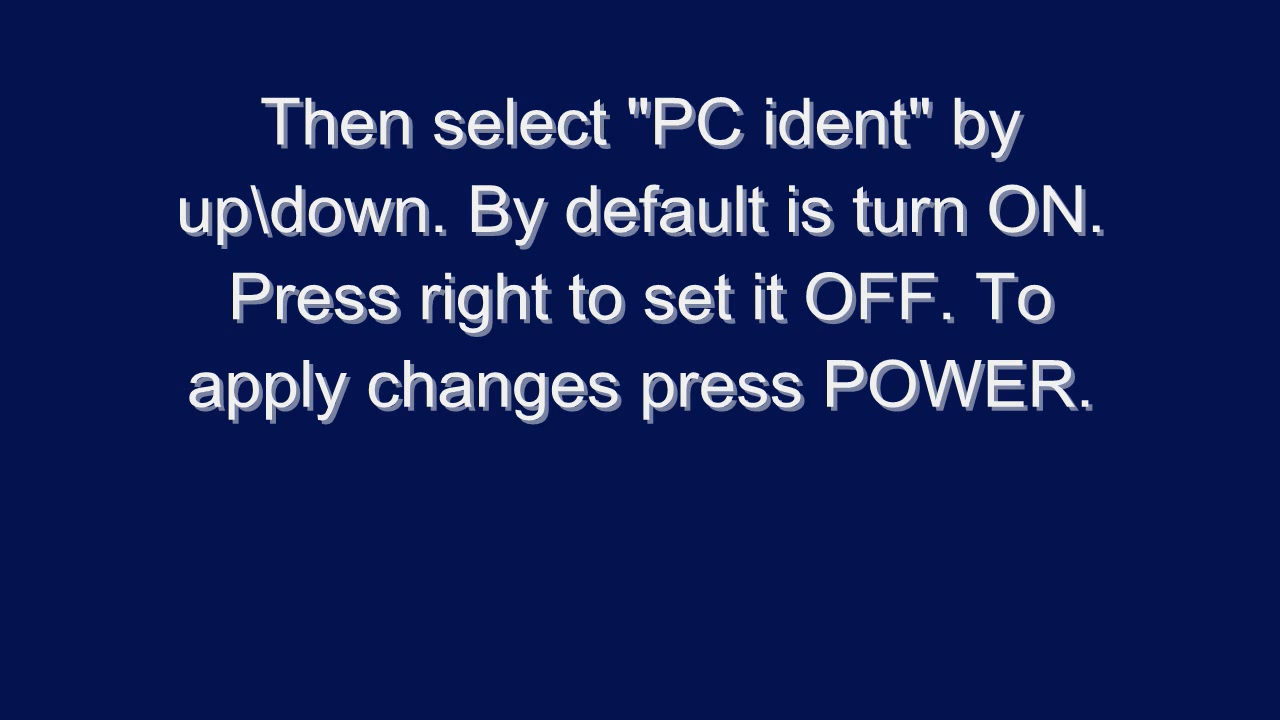 Then select "PC ident" by
up\down. By default is turn ON.
Press right to set it OFF. To
apply changes press POWER.